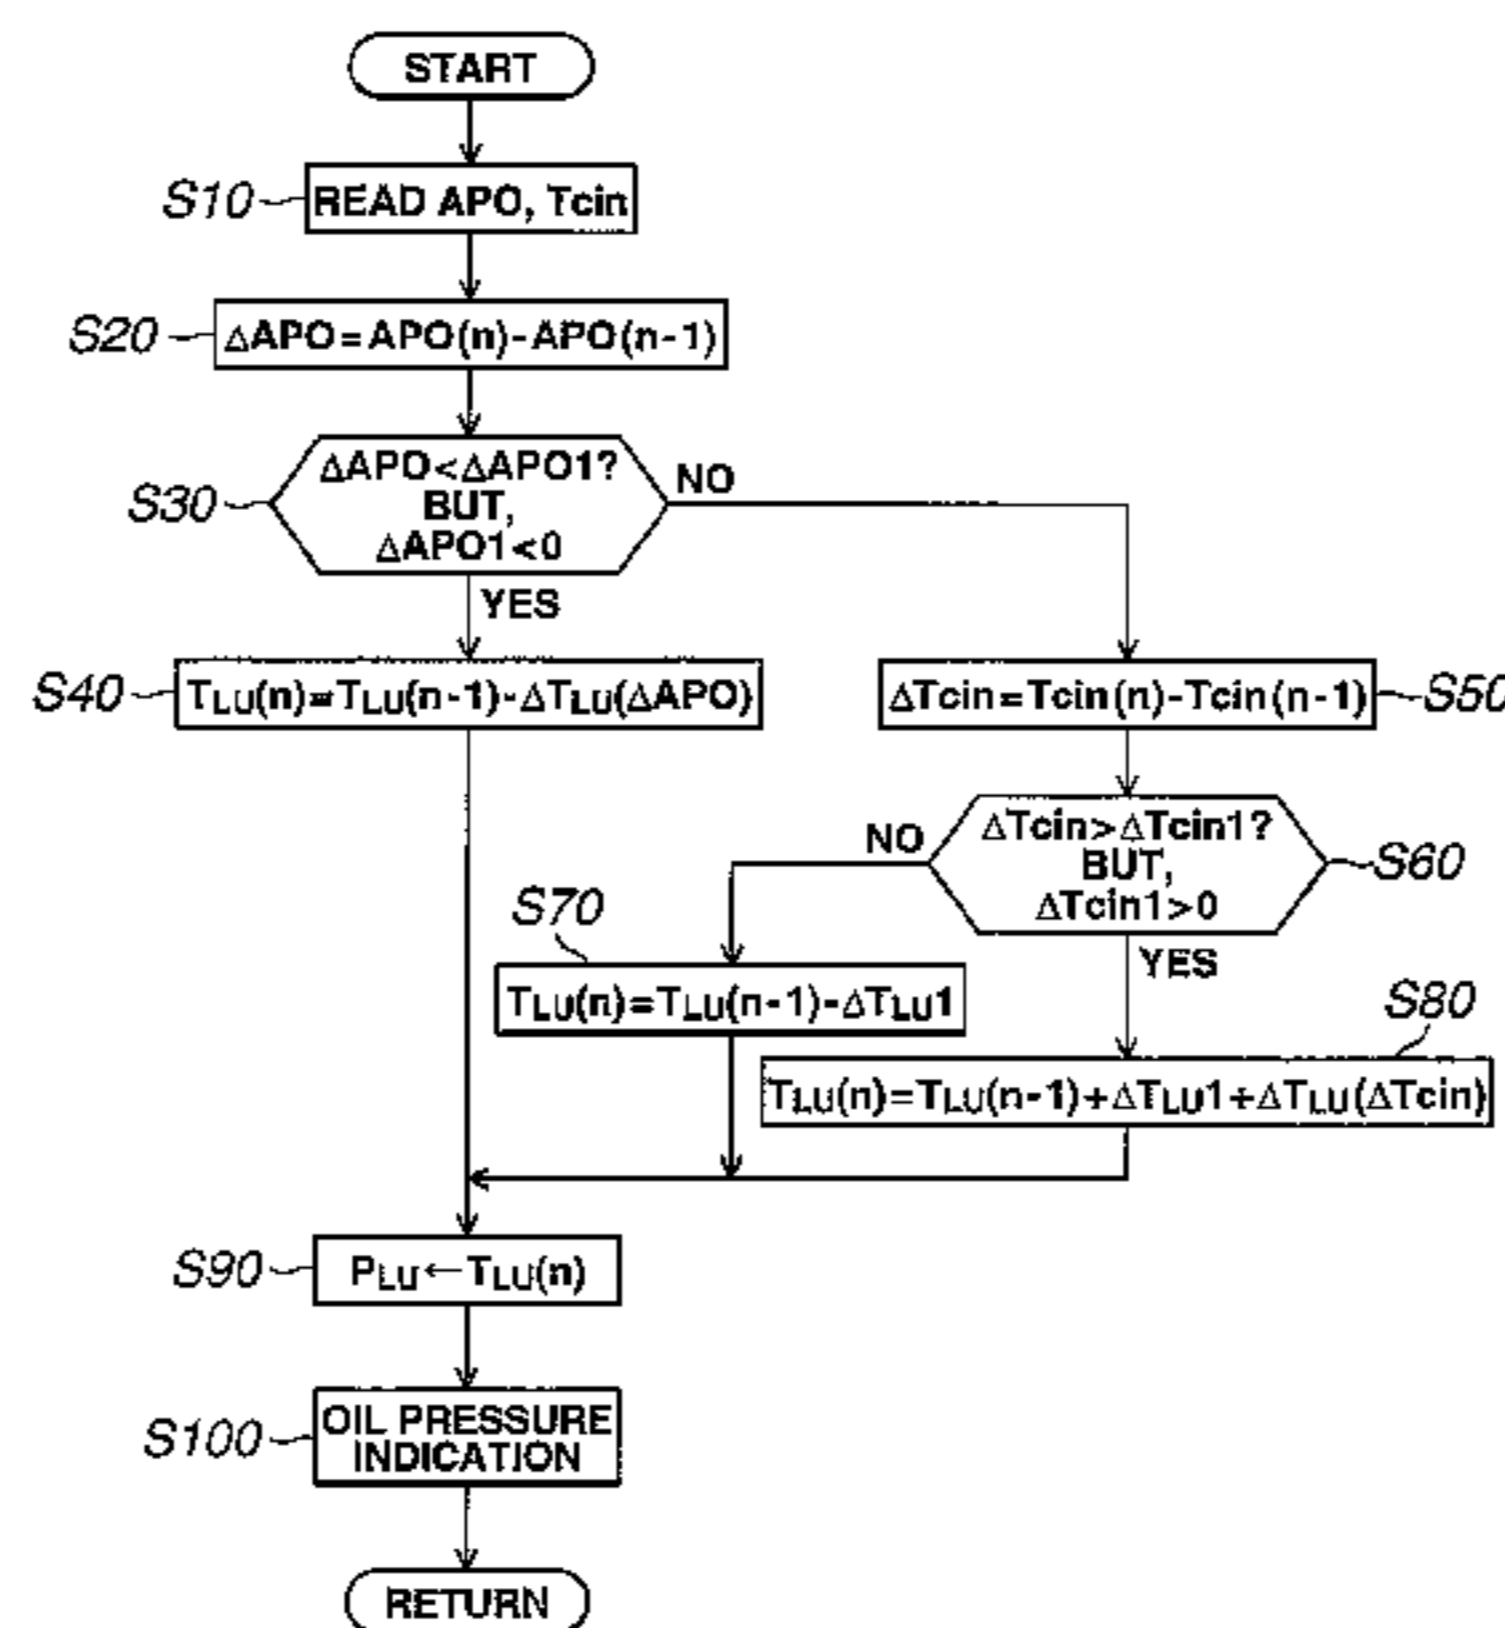 START
S10
READ APO, Tcin
S20
ΔAPO=APO(n)-APO(n-1)
S30
ΔAPO<ΔAPO1?
BUT,
ΔAPO1<0
NO
YES
S40
TLU(n)=TLU(n-1)-ΔTLU(ΔAPO)
ΔTcin=Tcin(n)-Tcin(n-1)
S50
ΔTcin>ΔTcin1?
BUT,
ΔTcin1>0
NO
S60
YES
S70
TLU(n)=TLU(n-1)-ΔTLU1
S80
TLU(n)=TLU(n-1)+ΔTLU1+ΔTLU(ΔTcin)
S90
PLU←TLU(n)
S100
OIL PRESSURE
INDICATION
RETURN